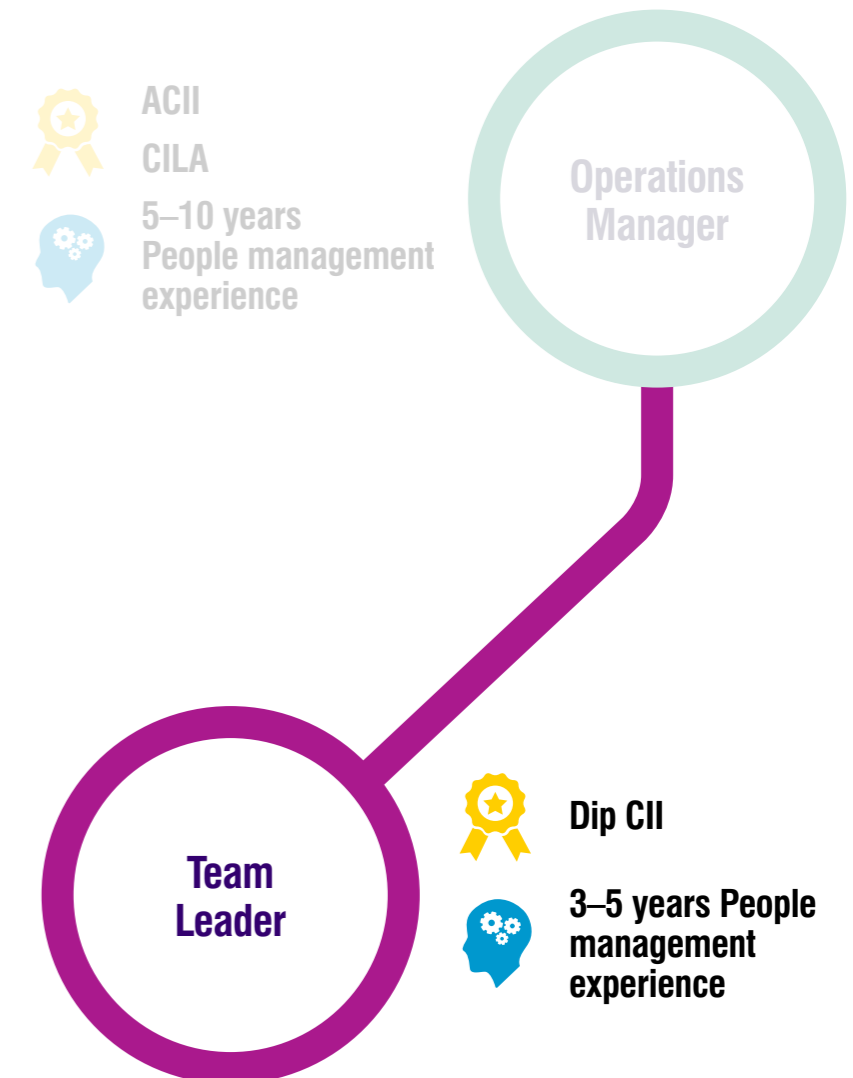 ACII
CILA
5–10 years
People management
experience
Operations
Manager
Team
Leader
Dip CII
3–5 years People
management
experience